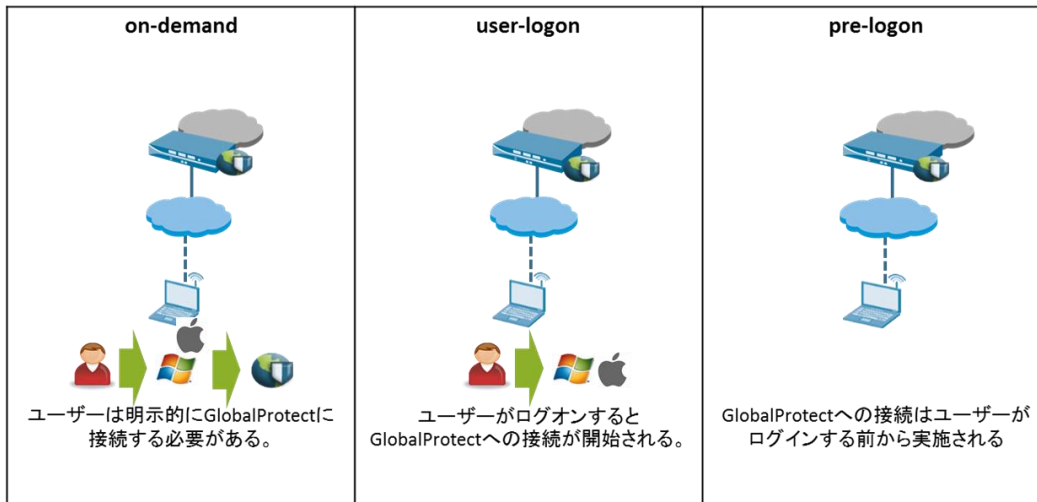 on-demand
ユーザーは明示的にGlobalProtectに
接続する必要がある。
user-logon
ユーザーがログオンすると
GlobalProtectへの接続が開始される。
pre-logon
GlobalProtectへの接続はユーザーが
ログインする前から実施される